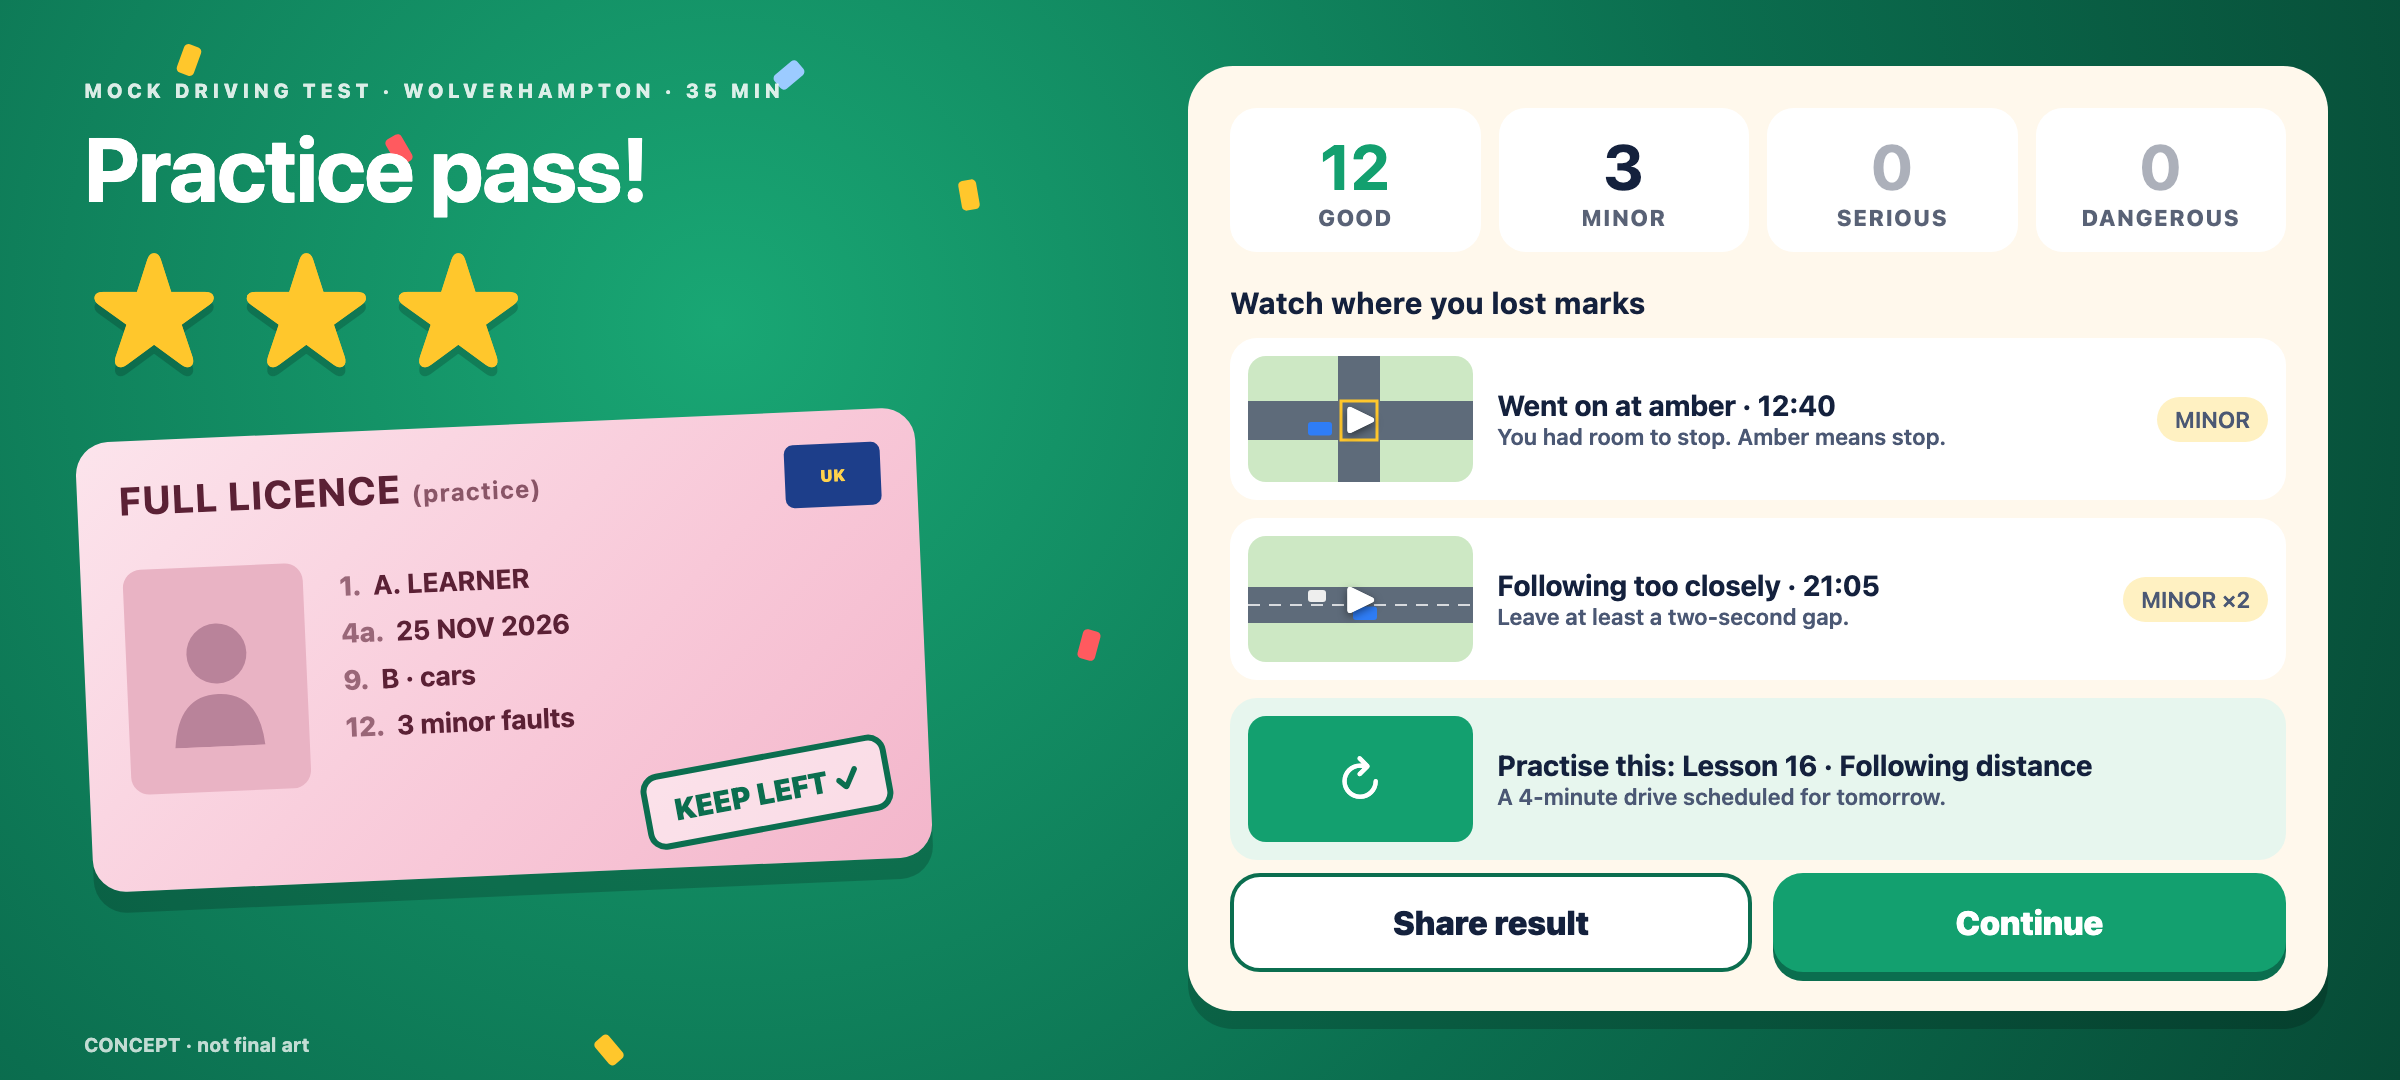 MOCK DRIVING TEST · WOLVERHAMPTON · 35 MIN
Practice pass!
FULL LICENCE (practice)
UK
1. A. LEARNER
4a. 25 NOV 2026
9. B · cars
12. 3 minor faults
KEEP LEFT ✓
CONCEPT · not final art
12
GOOD
3
MINOR
0
SERIOUS
0
DANGEROUS
Watch where you lost marks
Went on at amber · 12:40
You had room to stop. Amber means stop.
MINOR
Following too closely · 21:05
Leave at least a two-second gap.
MINOR ×2
Practise this: Lesson 16 · Following distance
A 4-minute drive scheduled for tomorrow.
Share result
Continue